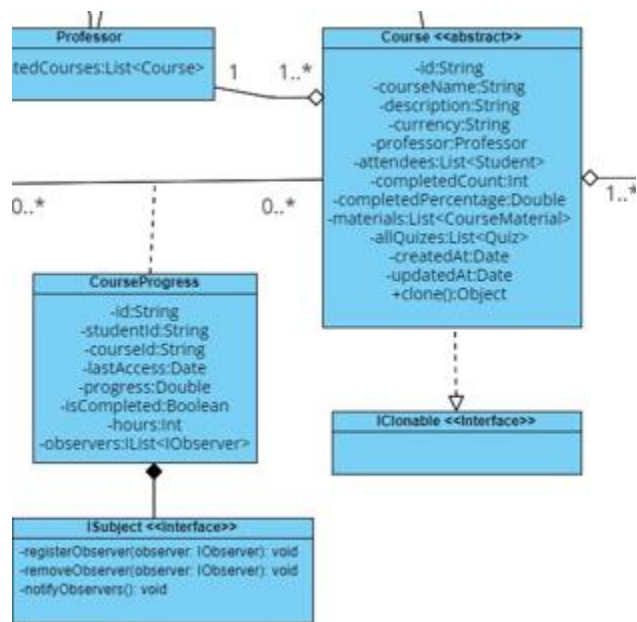 Professor
tedCourses:List<Course>
1
1..*
Course <<abstract>>
-id:String
-courseName:String
-description:String
-currency:String
-professor:Professor
-attendees:List<Student>
-completedCount:Int
-completedPercentage:Double
-materials:List<CourseMaterial>
-allQuizes:List<Quiz>
-createdAt:Date
-updatedAt:Date
+clone():Object
0..*
0..*
1..*
CourseProgress
-id:String
-studentId:String
-courseId:String
-lastAccess:Date
-progress:Double
-isCompleted:Boolean
-hours:Int
-observers:IList<IObserver>
IClonable <<Interface>>
ISubject <<Interface>>
-registerObserver(observer: IObserver): void
-removeObserver(observer: IObserver): void
-notifyObservers(): void